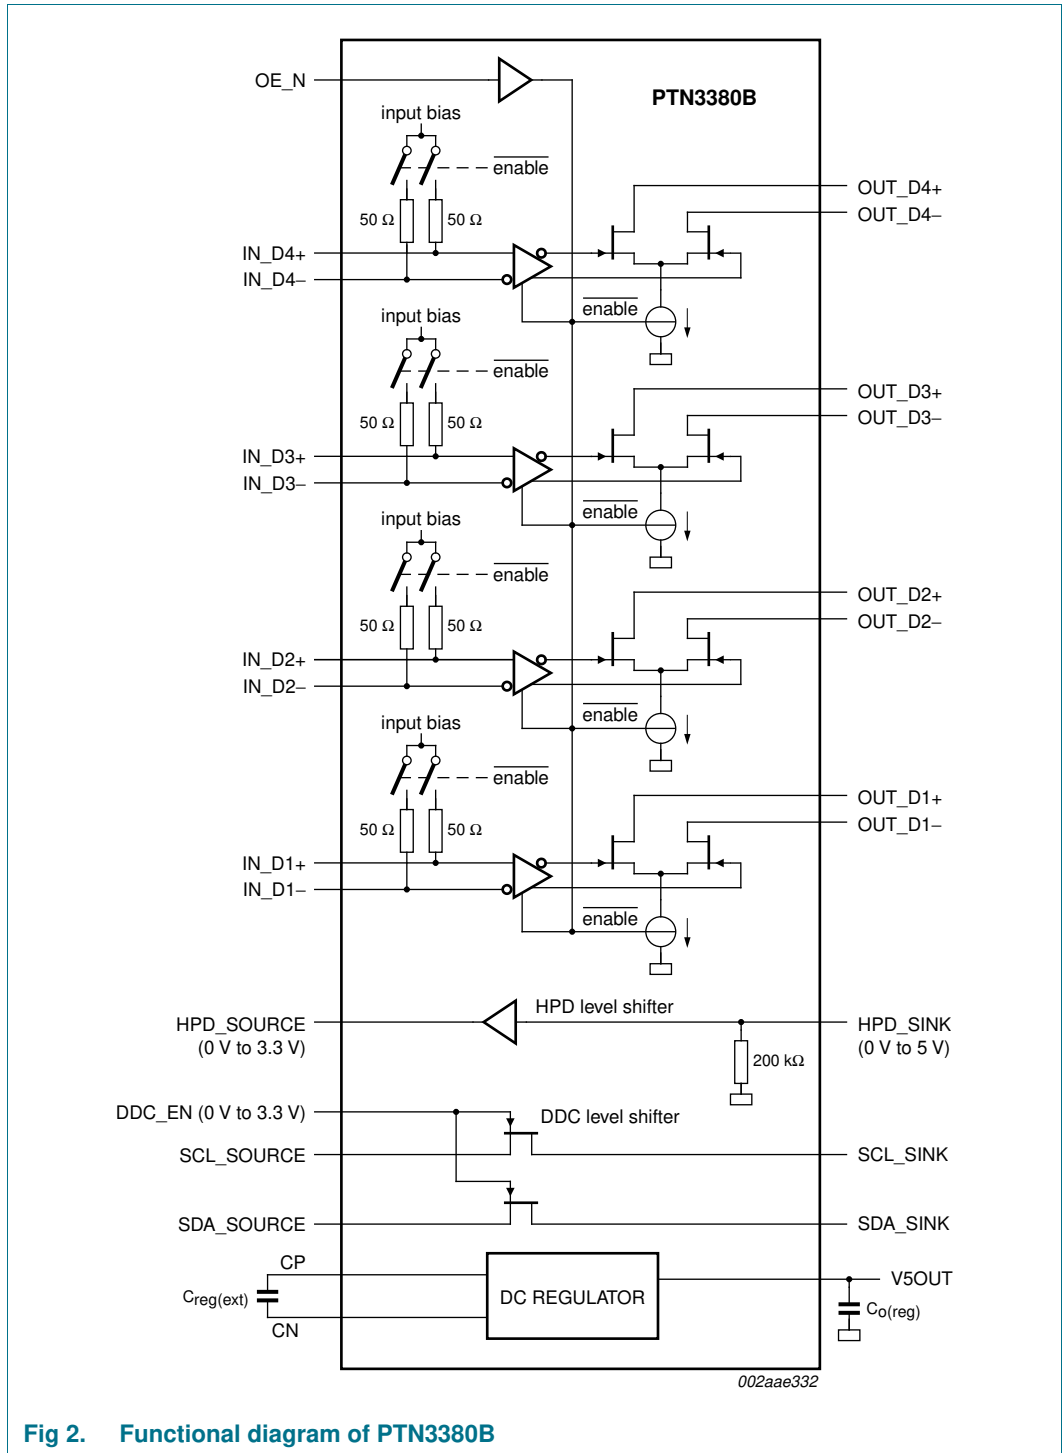 OE_N
PTN3380B
input bias
enable
OUT_D4+
OUT_D4−
50 Ω
50 Ω
IN_D4+
IN_D4−
enable
input bias
enable
OUT_D3+
OUT_D3−
50 Ω
50 Ω
IN_D3+
IN_D3−
enable
input bias
enable
OUT_D2+
OUT_D2−
50 Ω
50 Ω
IN_D2+
IN_D2−
enable
input bias
enable
OUT_D1+
OUT_D1−
50 Ω
50 Ω
IN_D1+
IN_D1−
enable
HPD level shifter
HPD_SOURCE
(0 V to 3.3 V)
HPD_SINK
(0 V to 5 V)
200 kΩ
DDC_EN (0 V to 3.3 V)
DDC level shifter
SCL_SOURCE
SCL_SINK
SDA_SOURCE
SDA_SINK
CP
Creg(ext)
CN
DC REGULATOR
V5OUT
Co(reg)
002aae332
Fig 2. Functional diagram of PTN3380B